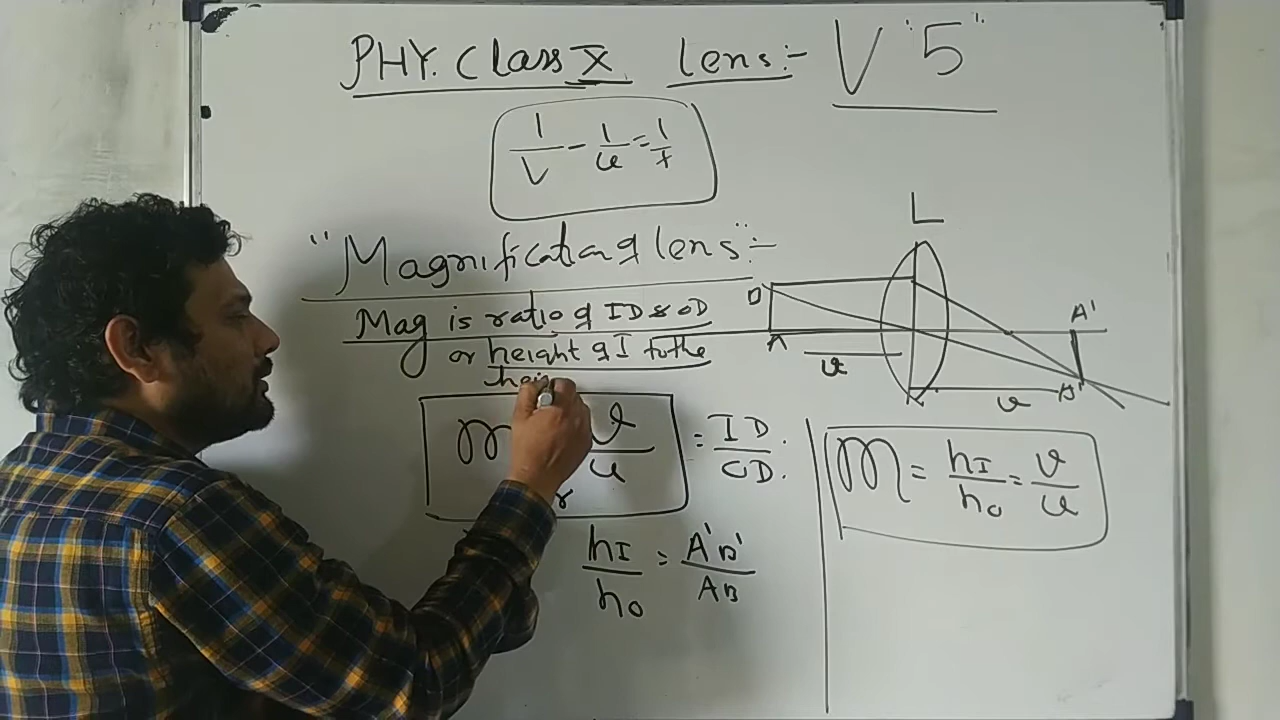 PHY. Class X lens:- V "5"
1/V - 1/u = 1/f
"Magnification of lens":-
Mag is ratio of ID & OD
or height of I to the
hei
m v/u = ID/OD.
r
hI/ho = A'B'/AB
L
O
A
A'
B'
u
v
m = hI/ho = v/u